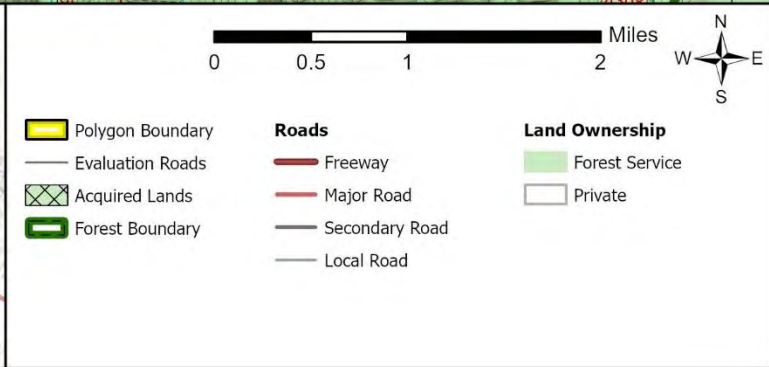 Miles
0 0.5 1 2
N
W E
S
Polygon Boundary
Evaluation Roads
Acquired Lands
Forest Boundary
Roads
Freeway
Major Road
Secondary Road
Local Road
Land Ownership
Forest Service
Private